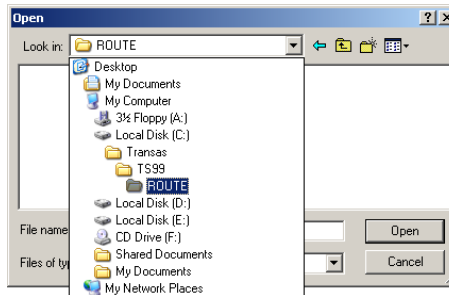 Open
Look in: ROUTE
Desktop
My Documents
My Computer
3½ Floppy (A:)
Local Disk (C:)
Transas
TS99
ROUTE
Local Disk (D:)
Local Disk (E:)
CD Drive (F:)
Shared Documents
My Documents
My Network Places
File name
Open
Files of ty
Cancel